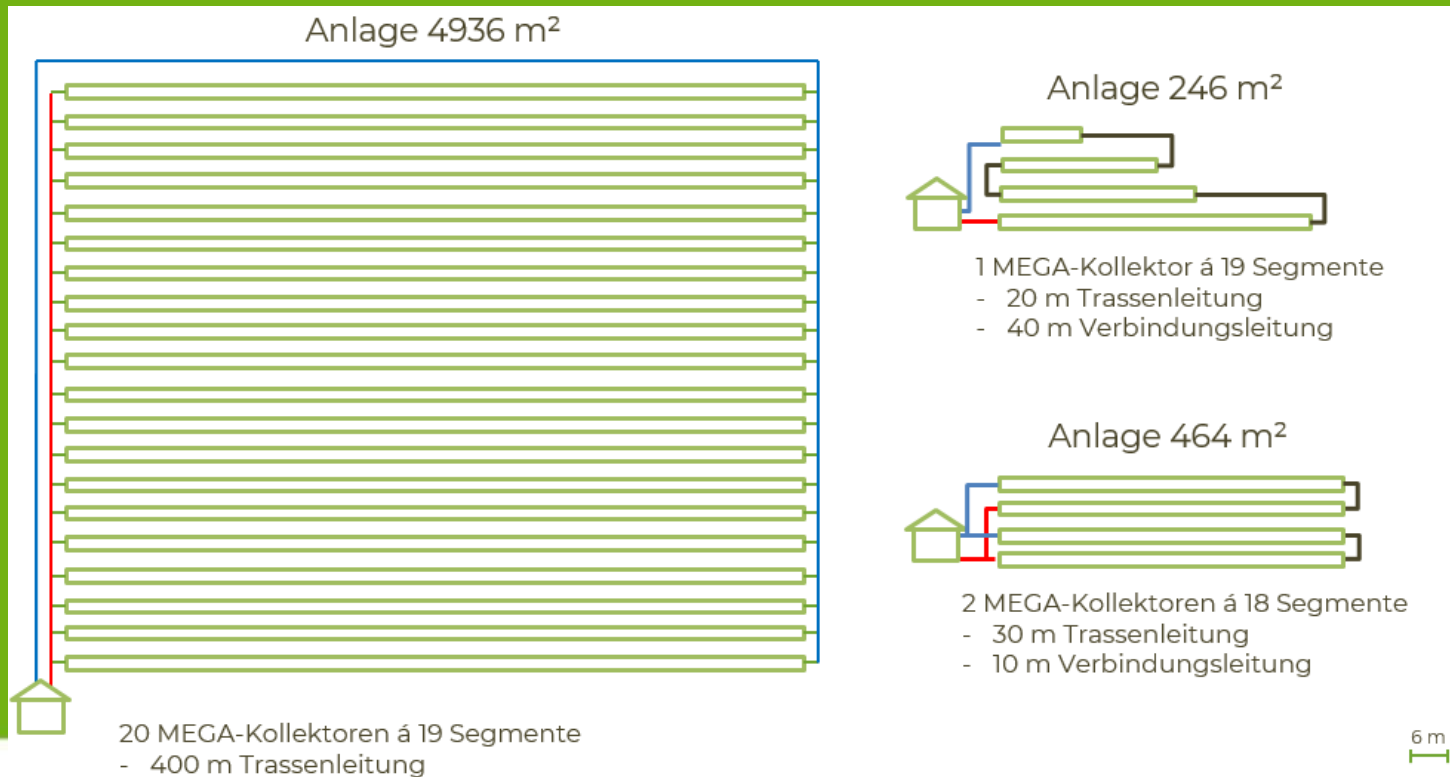 Anlage 4936 m²
20 MEGA-Kollektoren á 19 Segmente
- 400 m Trassenleitung
Anlage 246 m²
1 MEGA-Kollektor á 19 Segmente
- 20 m Trassenleitung
- 40 m Verbindungsleitung
Anlage 464 m²
2 MEGA-Kollektoren á 18 Segmente
- 30 m Trassenleitung
- 10 m Verbindungsleitung
6 m